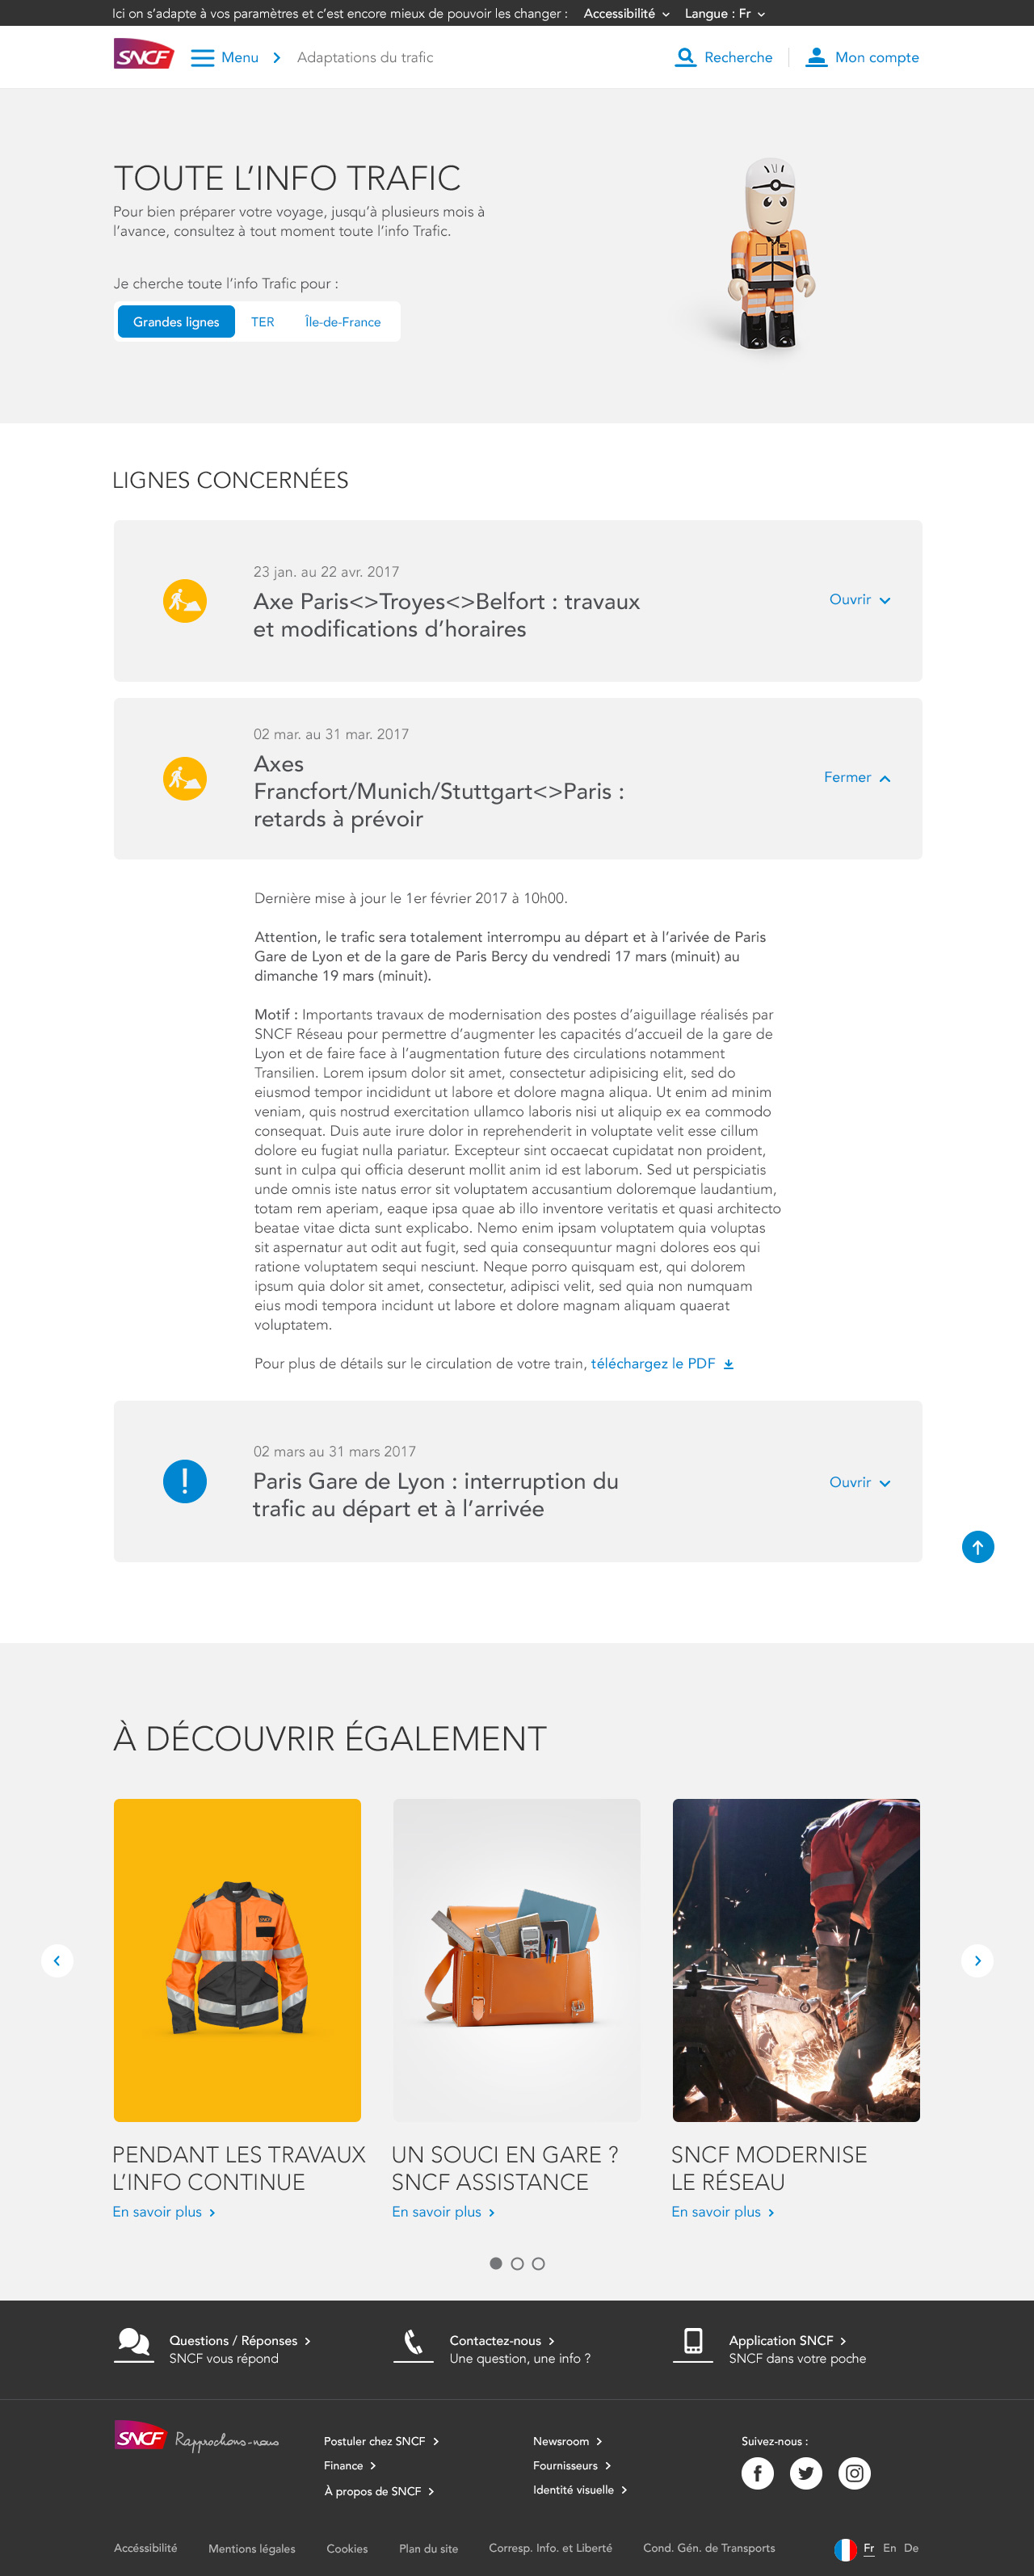 Ici on s’adapte à vos paramètres et c’est encore mieux de pouvoir les changer : Accessibilité Langue : Fr
SNCF Menu Adaptations du trafic Recherche Mon compte
TOUTE L’INFO TRAFIC
Pour bien préparer votre voyage, jusqu’à plusieurs mois à
l’avance, consultez à tout moment toute l’info Trafic.
Je cherche toute l’info Trafic pour :
Grandes lignes TER Île-de-France
LIGNES CONCERNÉES
23 jan. au 22 avr. 2017
Axe Paris<>Troyes<>Belfort : travaux
et modifications d’horaires
Ouvrir
02 mar. au 31 mar. 2017
Axes
Francfort/Munich/Stuttgart<>Paris :
retards à prévoir
Fermer
Dernière mise à jour le 1er février 2017 à 10h00.
Attention, le trafic sera totalement interrompu au départ et à l’arivée de Paris
Gare de Lyon et de la gare de Paris Bercy du vendredi 17 mars (minuit) au
dimanche 19 mars (minuit).
Motif : Importants travaux de modernisation des postes d’aiguillage réalisés par
SNCF Réseau pour permettre d’augmenter les capacités d’accueil de la gare de
Lyon et de faire face à l’augmentation future des circulations notamment
Transilien. Lorem ipsum dolor sit amet, consectetur adipisicing elit, sed do
eiusmod tempor incididunt ut labore et dolore magna aliqua. Ut enim ad minim
veniam, quis nostrud exercitation ullamco laboris nisi ut aliquip ex ea commodo
consequat. Duis aute irure dolor in reprehenderit in voluptate velit esse cillum
dolore eu fugiat nulla pariatur. Excepteur sint occaecat cupidatat non proident,
sunt in culpa qui officia deserunt mollit anim id est laborum. Sed ut perspiciatis
unde omnis iste natus error sit voluptatem accusantium doloremque laudantium,
totam rem aperiam, eaque ipsa quae ab illo inventore veritatis et quasi architecto
beatae vitae dicta sunt explicabo. Nemo enim ipsam voluptatem quia voluptas
sit aspernatur aut odit aut fugit, sed quia consequuntur magni dolores eos qui
ratione voluptatem sequi nesciunt. Neque porro quisquam est, qui dolorem
ipsum quia dolor sit amet, consectetur, adipisci velit, sed quia non numquam
eius modi tempora incidunt ut labore et dolore magnam aliquam quaerat
voluptatem.
Pour plus de détails sur le circulation de votre train, téléchargez le PDF
02 mars au 31 mars 2017
Paris Gare de Lyon : interruption du
trafic au départ et à l’arrivée
Ouvrir
À DÉCOUVRIR ÉGALEMENT
PENDANT LES TRAVAUX
L’INFO CONTINUE
En savoir plus
UN SOUCI EN GARE ?
SNCF ASSISTANCE
En savoir plus
SNCF MODERNISE
LE RÉSEAU
En savoir plus
Questions / Réponses
SNCF vous répond
Contactez-nous
Une question, une info ?
Application SNCF
SNCF dans votre poche
SNCF Rapprochons-nous
Postuler chez SNCF
Finance
À propos de SNCF
Newsroom
Fournisseurs
Identité visuelle
Suivez-nous :
Accéssibilité Mentions légales Cookies Plan du site Corresp. Info. et Liberté Cond. Gén. de Transports Fr En De